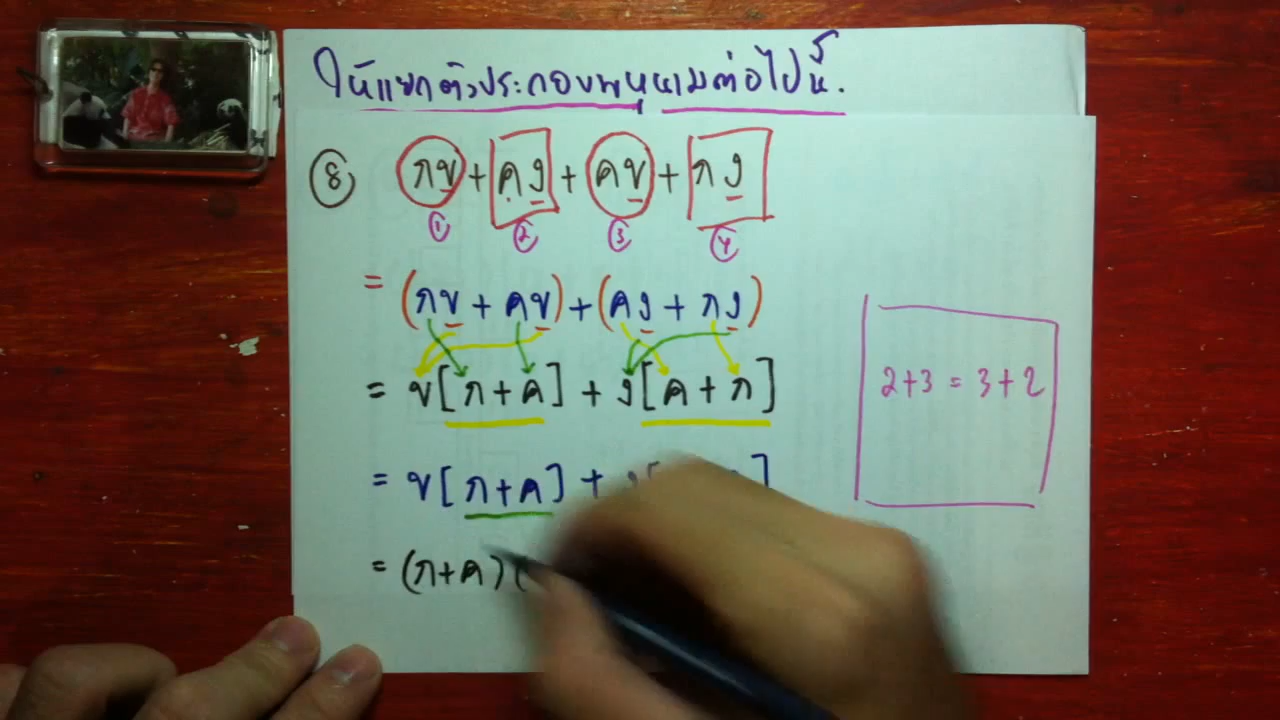 ให้แยกตัวประกอบพหุนามต่อไปนี้.
⑧ กข + คง + คข + กง
① ② ③ ④
= (กข + คข) + (คง + กง)
= ข[ก + ค] + ง[ค + ก]
2+3 = 3+2
= ข[ก+ค] +
= (ก+ค)(